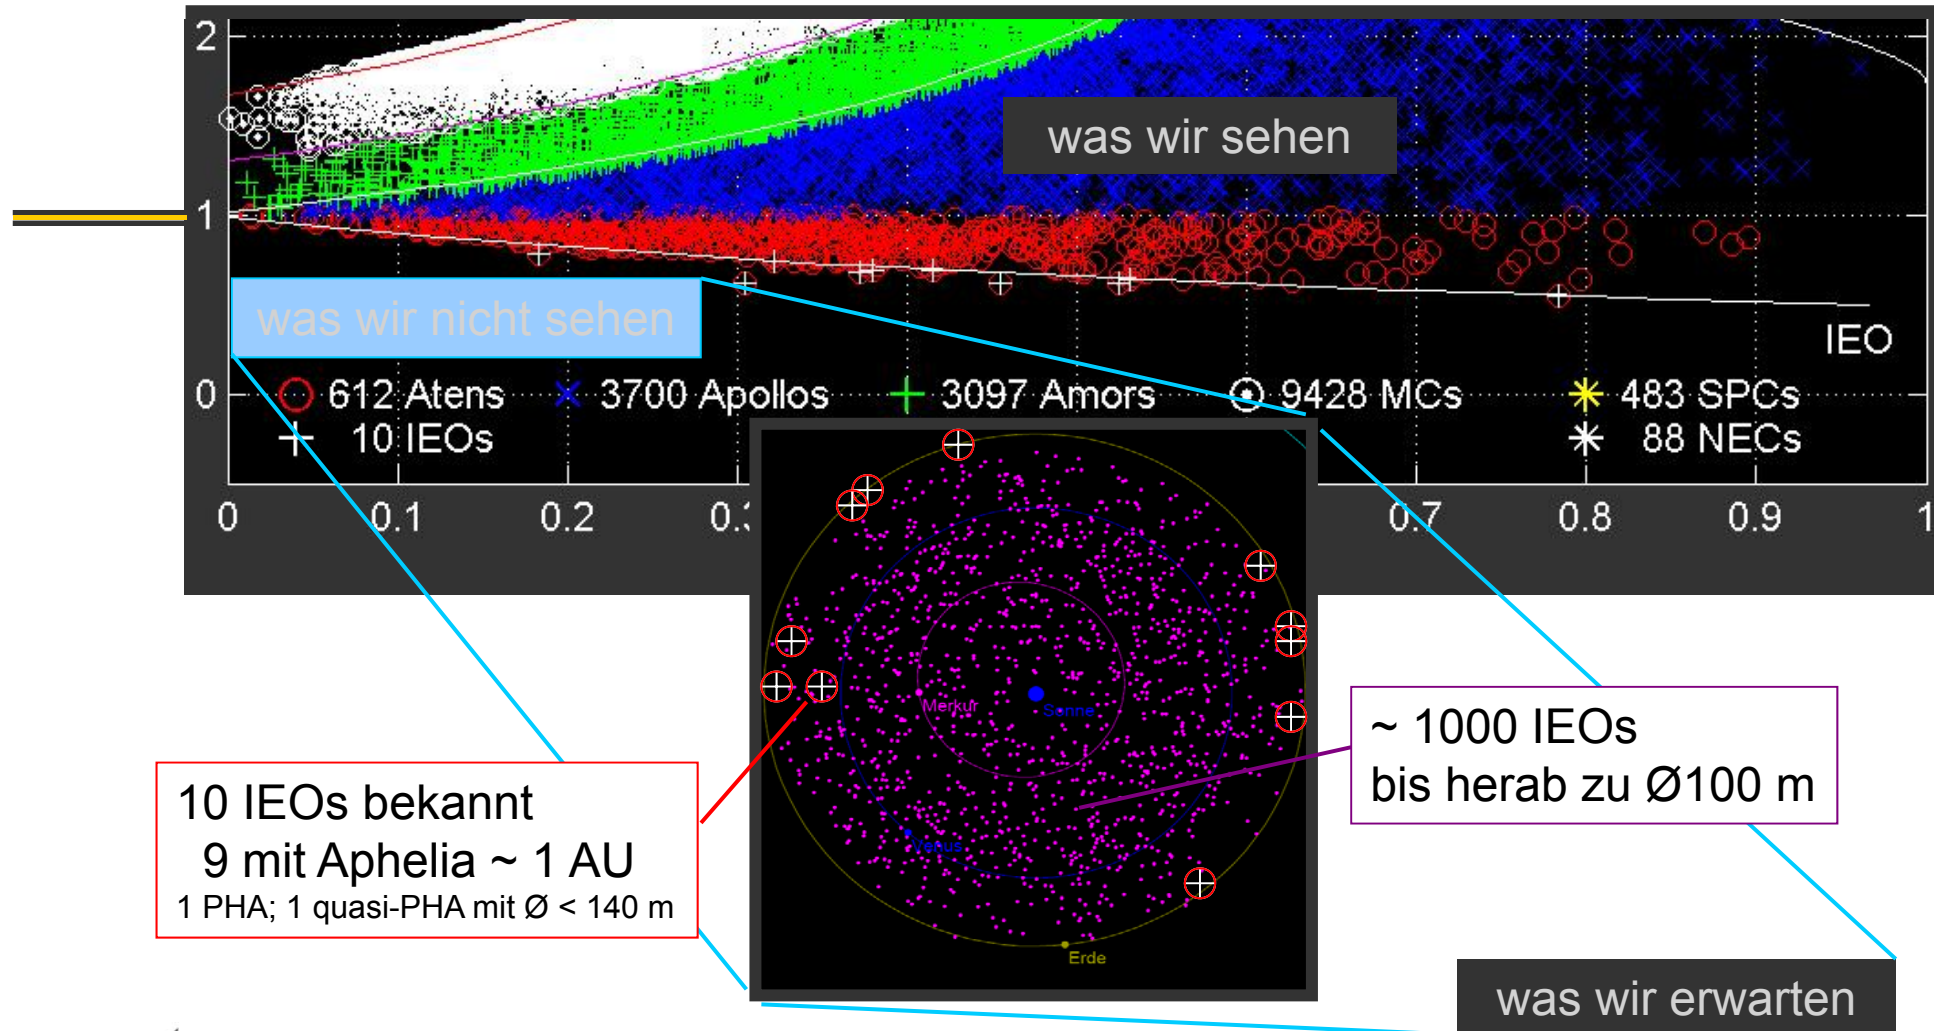 2
was wir sehen
1
was wir nicht sehen
IEO
0
612 Atens
3700 Apollos
3097 Amors
9428 MCs
483 SPCs
10 IEOs
88 NECs
0
0.1
0.2
0.7
0.8
0.9
1
Merkur
Sonne
Venus
Erde
~ 1000 IEOs
bis herab zu Ø100 m
10 IEOs bekannt
9 mit Aphelia ~ 1 AU
1 PHA; 1 quasi-PHA mit Ø < 140 m
was wir erwarten